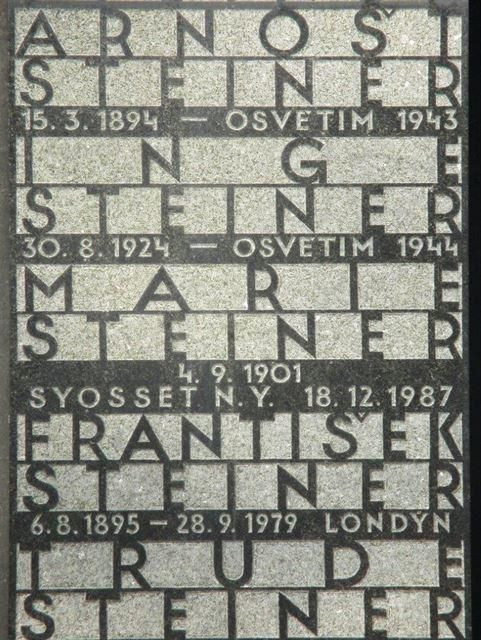 ARNOŠT
STEINER
15. 3. 1894 — OSVETIM 1943
INGE
STEINER
30. 8. 1924 — OSVETIM 1944
MARIE
STEINER
4. 9. 1901
SYOSSET N.Y. 18. 12. 1987
FRANTIŠEK
STEINER
6. 8. 1895 — 28. 9. 1979 LONDÝN
TRUDE
STEINER